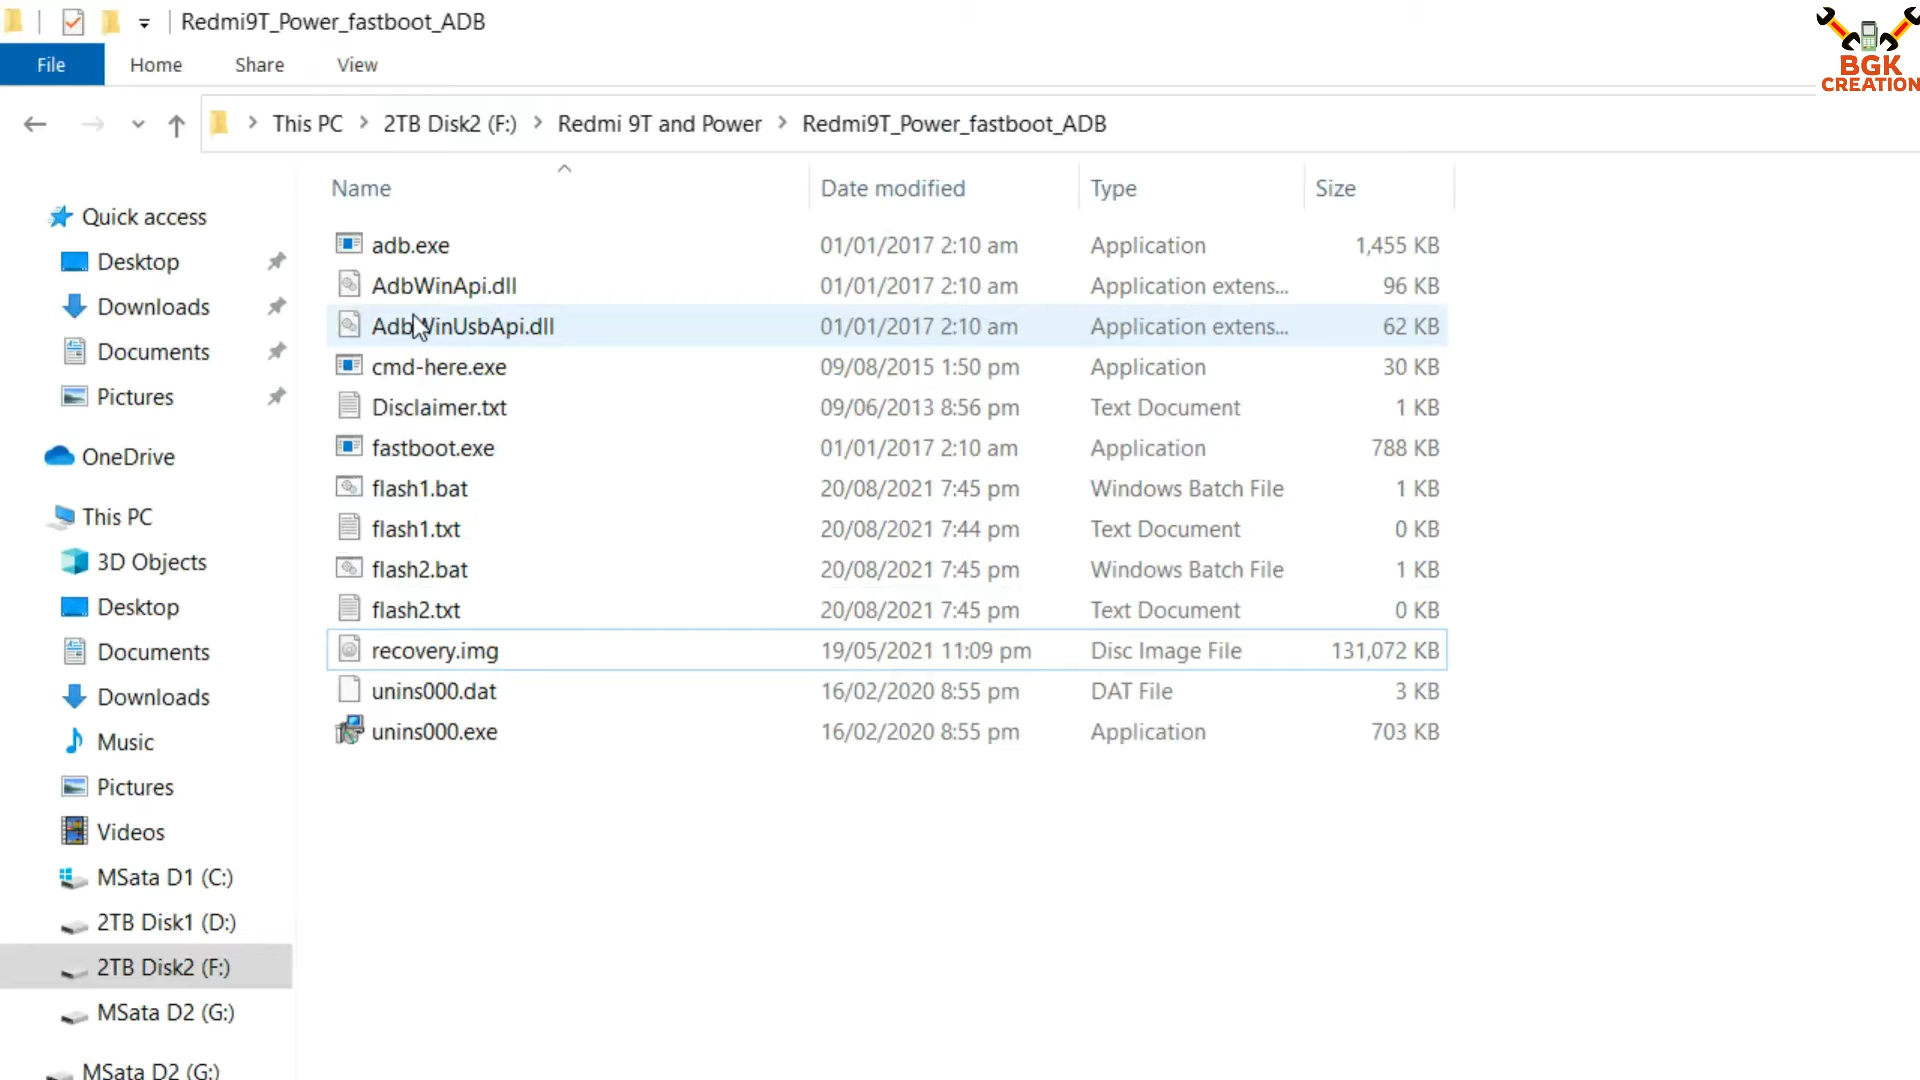 Redmi9T_Power_fastboot_ADB
BGK
CREATION
File Home Share View
This PC 2TB Disk2 (F:) Redmi 9T and Power Redmi9T_Power_fastboot_ADB
Name Date modified Type Size
Quick access
Desktop
Downloads
Documents
Pictures
OneDrive
This PC
3D Objects
Desktop
Documents
Downloads
Music
Pictures
Videos
MSata D1 (C:)
2TB Disk1 (D:)
2TB Disk2 (F:)
MSata D2 (G:)
MSata D2 (G:)
adb.exe 01/01/2017 2:10 am Application 1,455 KB
AdbWinApi.dll 01/01/2017 2:10 am Application extens... 96 KB
AdbWinUsbApi.dll 01/01/2017 2:10 am Application extens... 62 KB
cmd-here.exe 09/08/2015 1:50 pm Application 30 KB
Disclaimer.txt 09/06/2013 8:56 pm Text Document 1 KB
fastboot.exe 01/01/2017 2:10 am Application 788 KB
flash1.bat 20/08/2021 7:45 pm Windows Batch File 1 KB
flash1.txt 20/08/2021 7:44 pm Text Document 0 KB
flash2.bat 20/08/2021 7:45 pm Windows Batch File 1 KB
flash2.txt 20/08/2021 7:45 pm Text Document 0 KB
recovery.img 19/05/2021 11:09 pm Disc Image File 131,072 KB
unins000.dat 16/02/2020 8:55 pm DAT File 3 KB
unins000.exe 16/02/2020 8:55 pm Application 703 KB